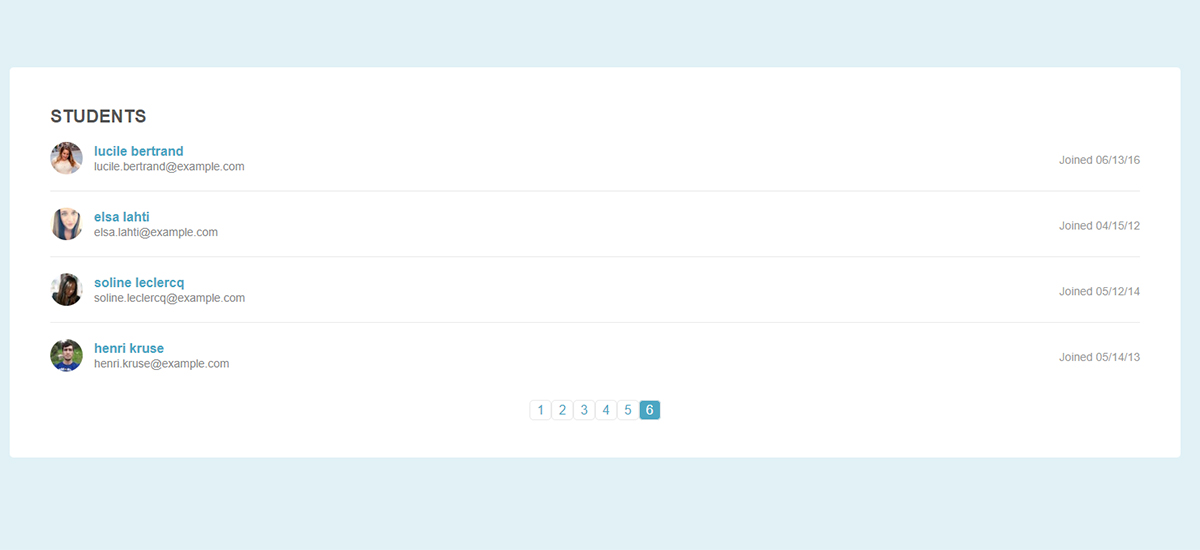 STUDENTS
lucile bertrand
lucile.bertrand@example.com
Joined 06/13/16
elsa lahti
elsa.lahti@example.com
Joined 04/15/12
soline leclercq
soline.leclercq@example.com
Joined 05/12/14
henri kruse
henri.kruse@example.com
Joined 05/14/13
1 2 3 4 5 6